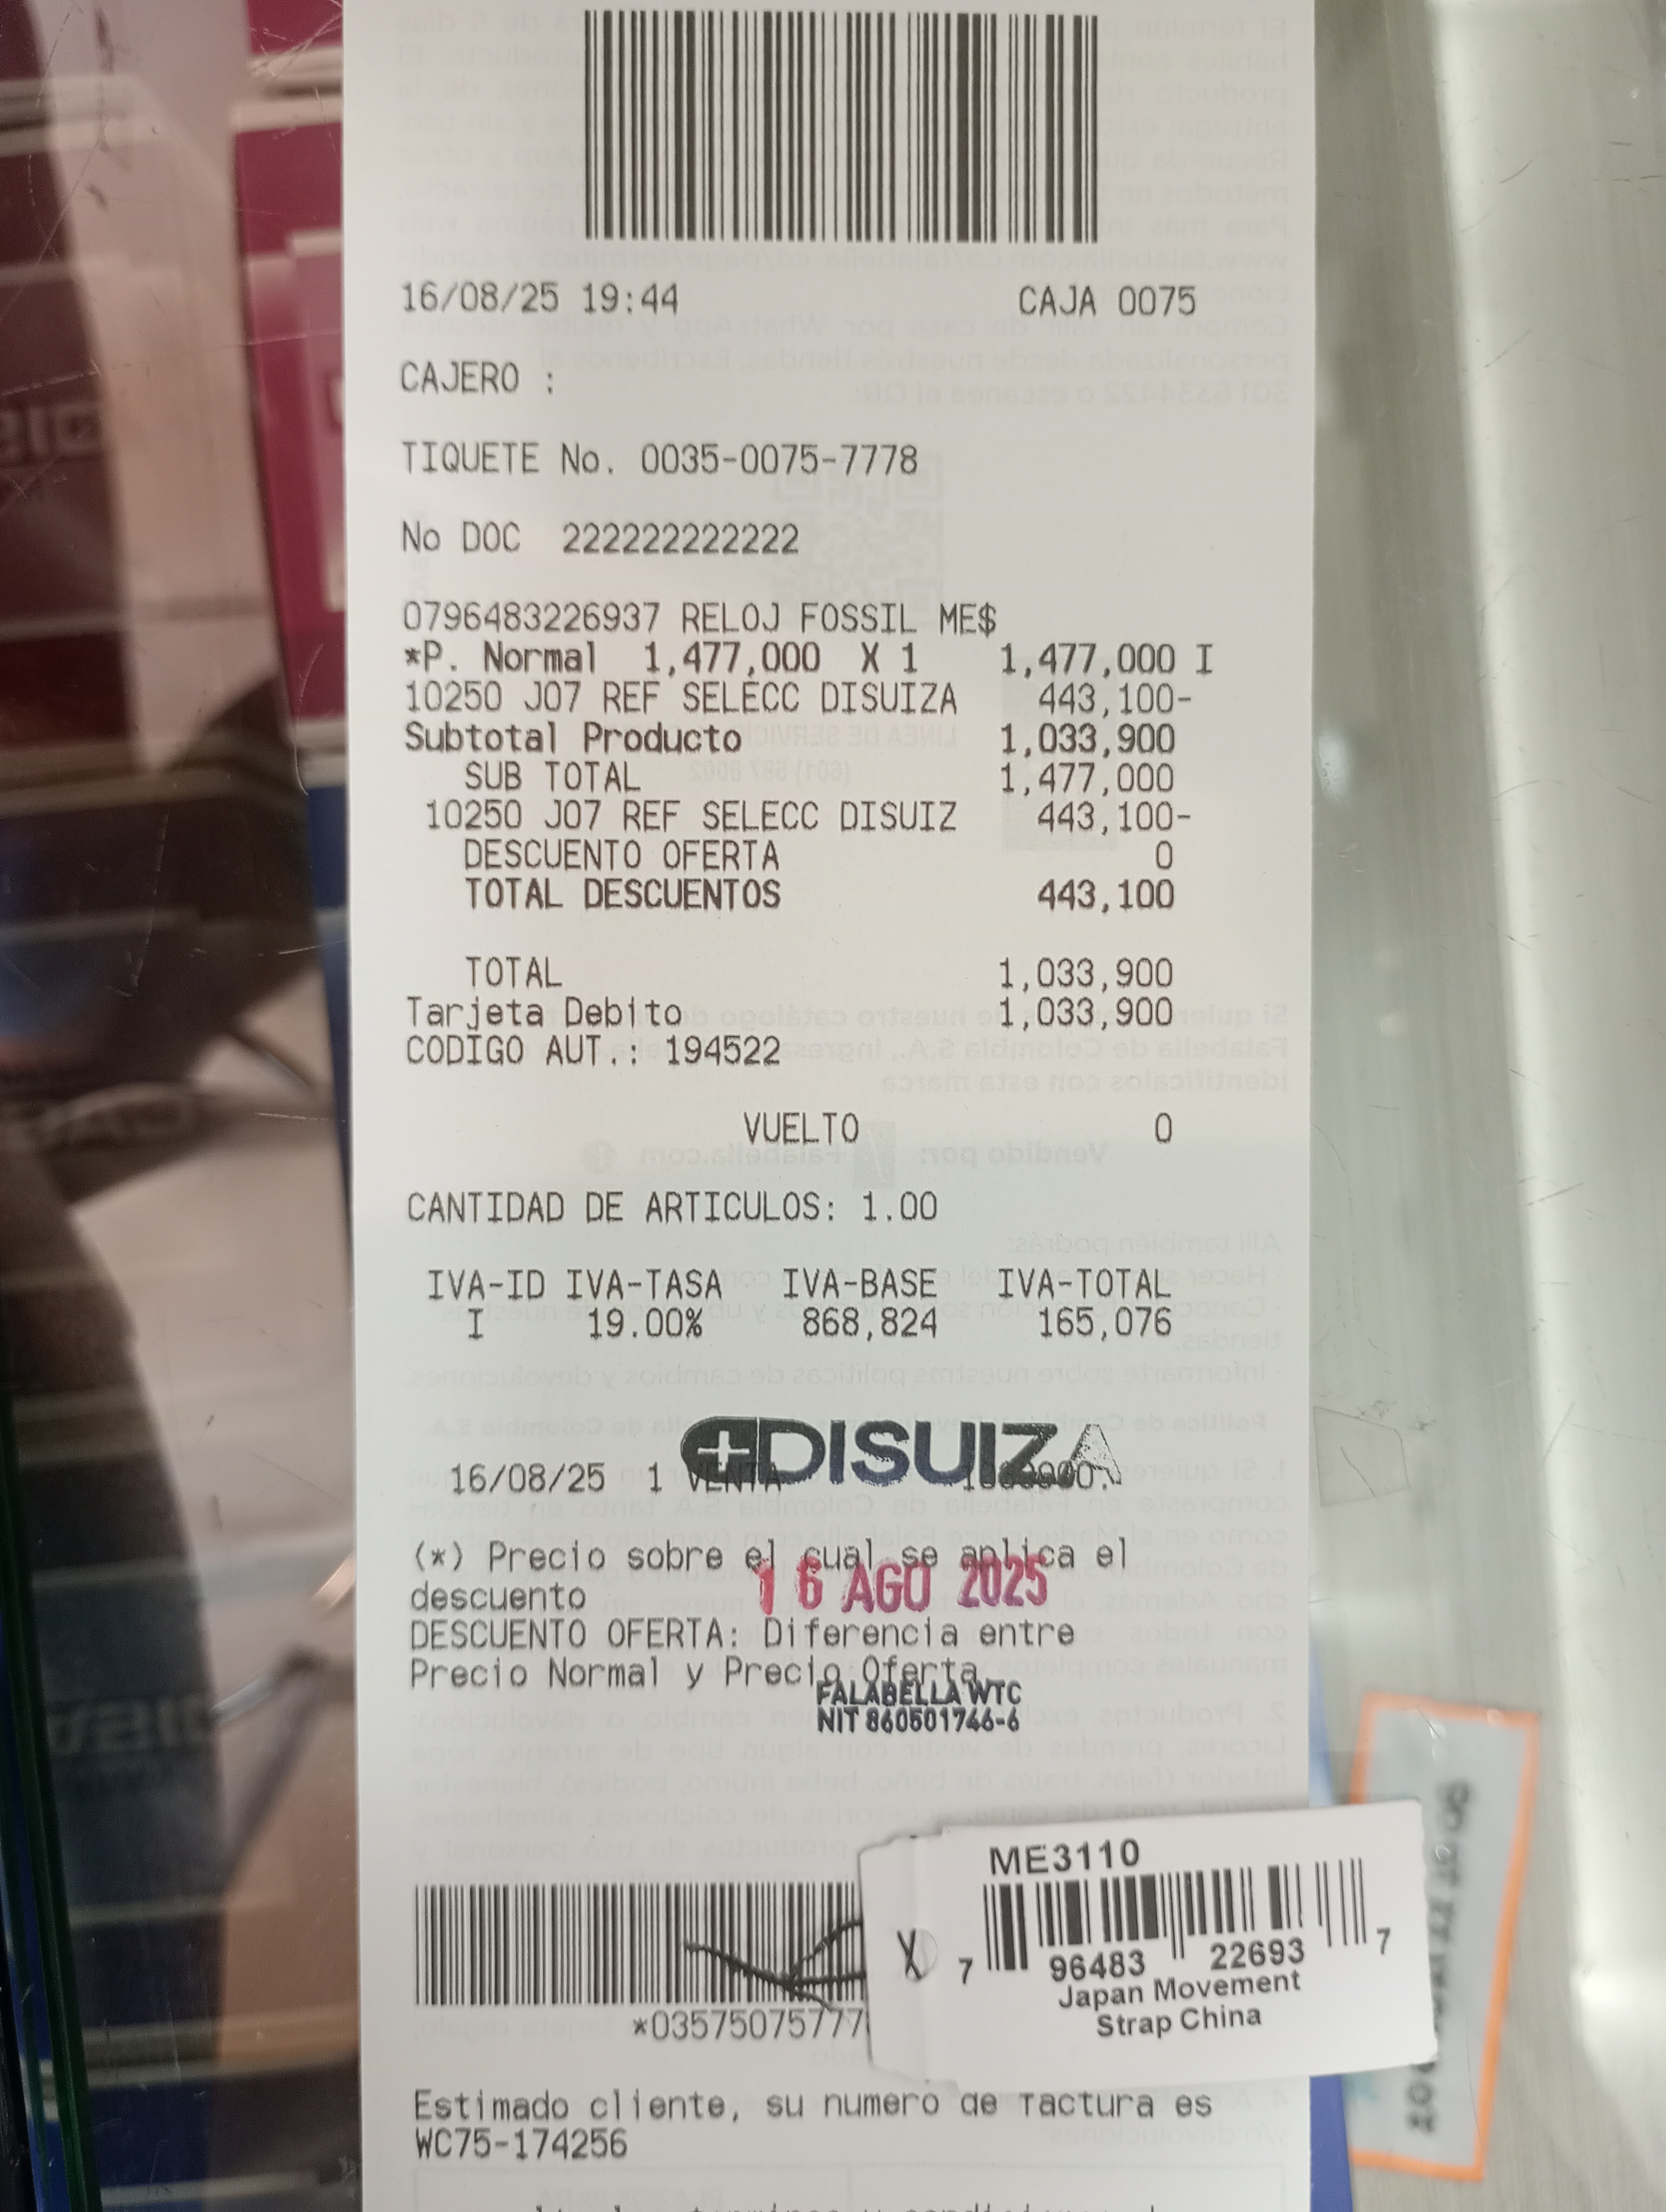 16/08/25 19:44 CAJA 0075
CAJERO :
TIQUETE No. 0035-0075-7778
No DOC 222222222222
0796483226937 RELOJ FOSSIL ME$
*P. Normal 1,477,000 X 1 1,477,000 I
10250 J07 REF SELECC DISUIZA 443,100-
Subtotal Producto 1,033,900
SUB TOTAL 1,477,000
10250 J07 REF SELECC DISUIZ 443,100-
DESCUENTO OFERTA 0
TOTAL DESCUENTOS 443,100
TOTAL 1,033,900
Tarjeta Debito 1,033,900
CODIGO AUT.: 194522
VUELTO 0
CANTIDAD DE ARTICULOS: 1.00
IVA-ID IVA-TASA IVA-BASE IVA-TOTAL
I 19.00% 868,824 165,076
DISUIZA
16/08/25 1 VENTA
(*) Precio sobre el cual se aplica el
16 AGO 2025
descuento
DESCUENTO OFERTA: Diferencia entre
Precio Normal y Precio Oferta
FALABELLA WTC
NIT 860501746-6
ME3110
X
7 96483 22693 7
Japan Movement
Strap China
*03575075777
Estimado cliente, su numero de factura es
WC75-174256